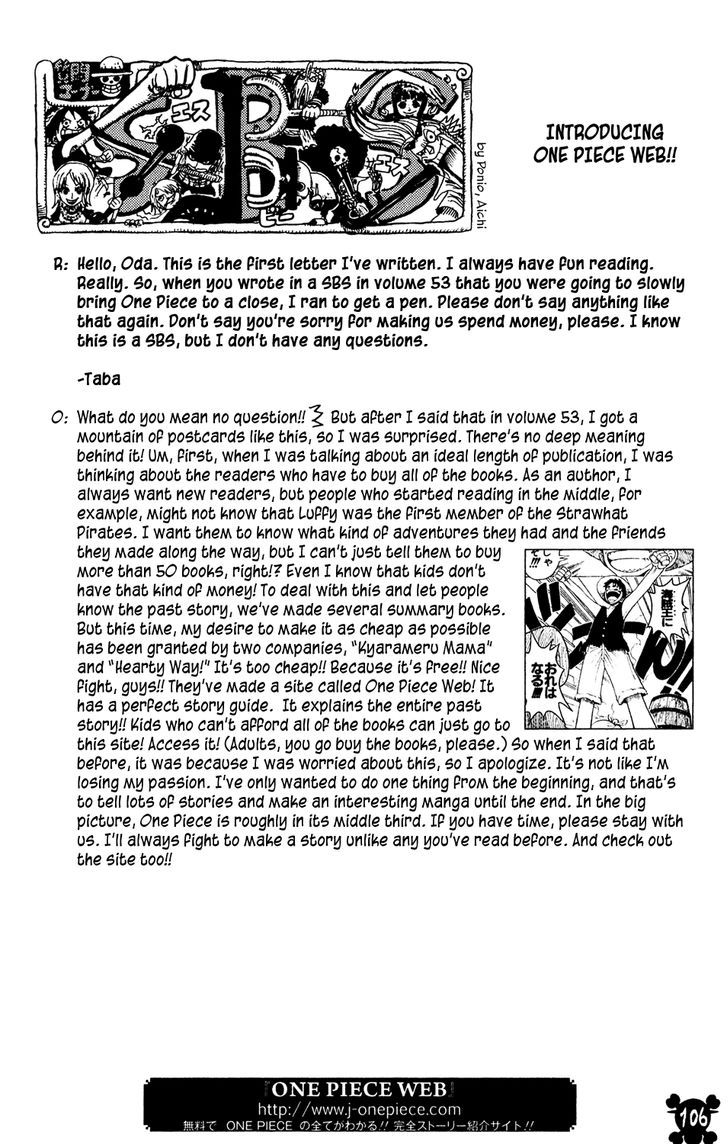 質問コーナー
エス
ビー
エス
SBS
by Ponio, Aichi
INTRODUCING
ONE PIECE WEB!!
R: Hello, Oda. This is the first letter I've written. I always have fun reading.
Really. So, when you wrote in a SBS in volume 53 that you were going to slowly
bring One Piece to a close, I ran to get a pen. Please don't say anything like
that again. Don't say you're sorry for making us spend money, please. I know
this is a SBS, but I don't have any questions.
-Taba
O: What do you mean no question!! But after I said that in volume 53, I got a
mountain of postcards like this, so I was surprised. There's no deep meaning
behind it! Um, first, when I was talking about an ideal length of publication, I was
thinking about the readers who have to buy all of the books. As an author, I
always want new readers, but people who started reading in the middle, for
example, might not know that Luffy was the first member of the Strawhat
Pirates. I want them to know what kind of adventures they had and the friends
they made along the way, but I can't just tell them to buy
more than 50 books, right!? Even I know that kids don't
have that kind of money! To deal with this and let people
know the past story, we've made several summary books.
But this time, my desire to make it as cheap as possible
has been granted by two companies, "Kyarameru Mama"
and "Hearty Way!" It's too cheap!! Because it's free!! Nice
fight, guys!! They've made a site called One Piece Web! It
has a perfect story guide. It explains the entire past
story!! Kids who can't afford all of the books can just go to
this site! Access it! (Adults, you go buy the books, please.) So when I said that
before, it was because I was worried about this, so I apologize. It's not like I'm
losing my passion. I've only wanted to do one thing from the beginning, and that's
to tell lots of stories and make an interesting manga until the end. In the big
picture, One Piece is roughly in its middle third. If you have time, please stay with
us. I'll always fight to make a story unlike any you've read before. And check out
the site too!!
海賊王に
おれは
なる!!!
『ONE PIECE WEB』
http://www.j-onepiece.com
無料で ONE PIECE の全てがわかる!! 完全ストーリー紹介サイト!!
106